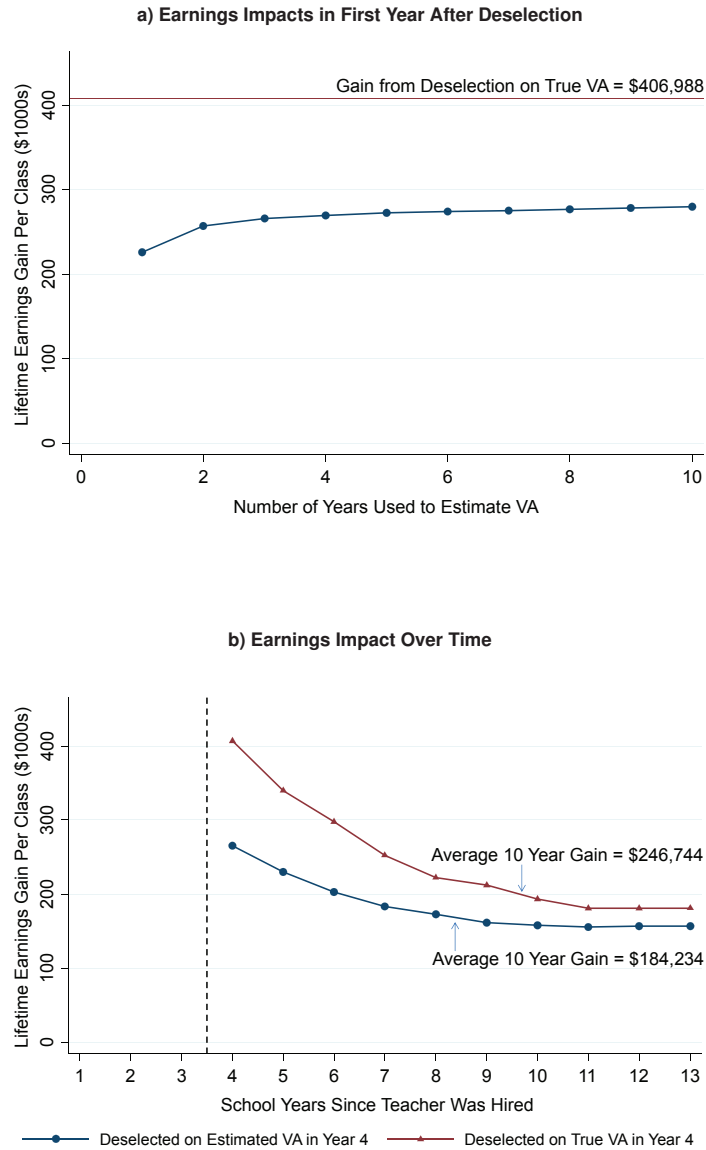 a) Earnings Impacts in First Year After Deselection
Gain from Deselection on True VA = $406,988
Lifetime Earnings Gain Per Class ($1000s)
400
300
200
100
0
0 2 4 6 8 10
Number of Years Used to Estimate VA
b) Earnings Impact Over Time
Lifetime Earnings Gain Per Class ($1000s)
400
300
200
100
0
Average 10 Year Gain = $246,744
Average 10 Year Gain = $184,234
1 2 3 4 5 6 7 8 9 10 11 12 13
School Years Since Teacher Was Hired
Deselected on Estimated VA in Year 4 Deselected on True VA in Year 4